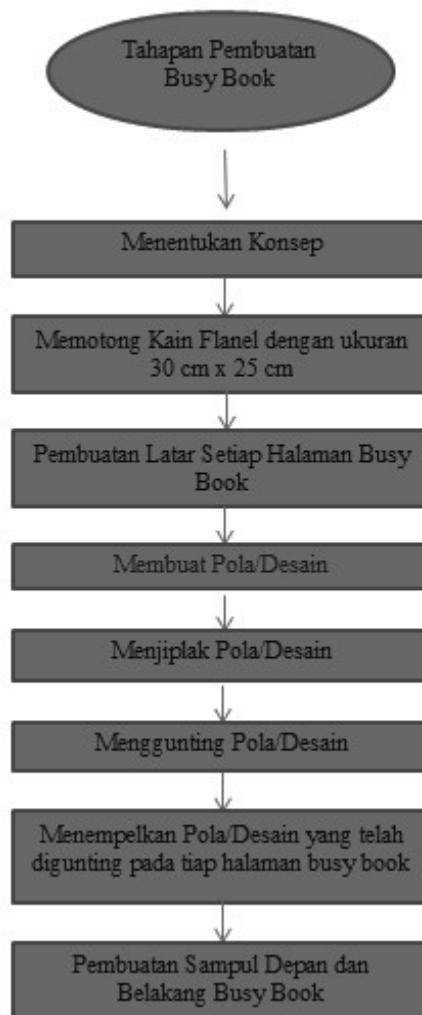 Tahapan Pembuatan
Busy Book
Menentukan Konsep
Memotong Kain Flanel dengan ukuran
30 cm x 25 cm
Pembuatan Latar Setiap Halaman Busy
Book
Membuat Pola/Desain
Menjiplak Pola/Desain
Menggunting Pola/Desain
Menempelkan Pola/Desain yang telah
digunting pada tiap halaman busy book
Pembuatan Sampul Depan dan
Belakang Busy Book